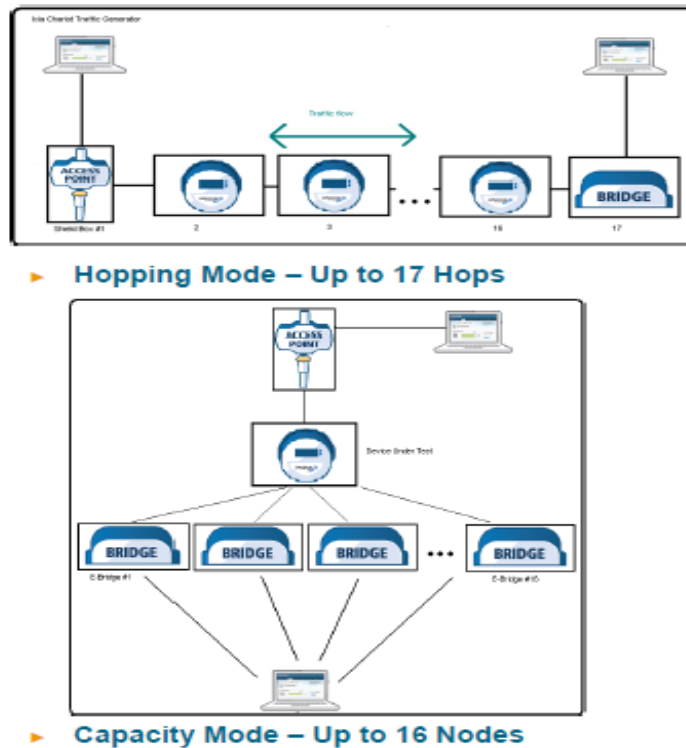 Ixia Chariot Traffic Generator
Traffic flow
ACCESS
POINT
BRIDGE
Shield Box #1
2
3
16
17
► Hopping Mode – Up to 17 Hops
ACCESS
POINT
Device Under Test
BRIDGE
BRIDGE
BRIDGE
BRIDGE
E-Bridge #1
E-Bridge #16
► Capacity Mode – Up to 16 Nodes